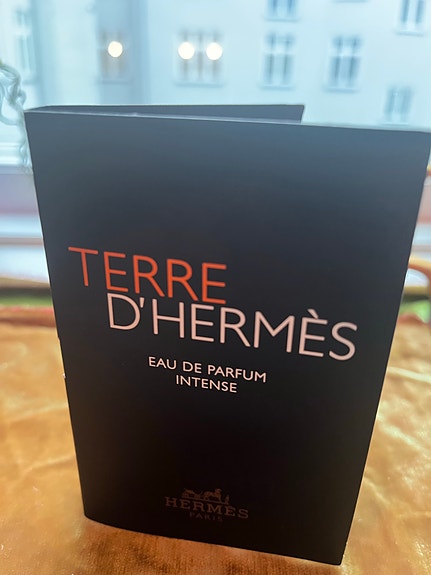 TERRE
D'HERMÈS
EAU DE PARFUM
INTENSE
HERMÈS
PARIS